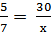 5/7 = 30/x